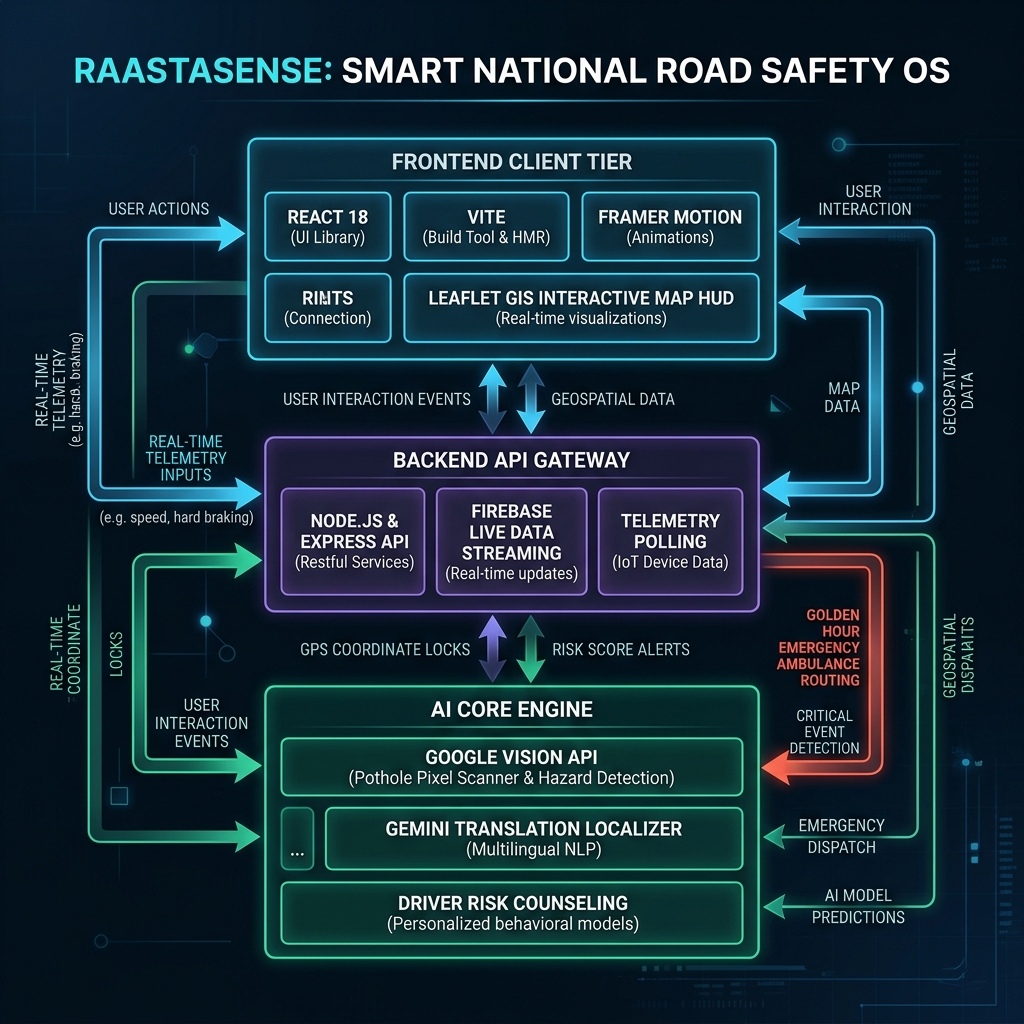 RAASTASENSE: SMART NATIONAL ROAD SAFETY OS
FRONTEND CLIENT TIER
REACT 18
(UI Library)
VITE
(Build Tool & HMR)
FRAMER MOTION
(Animations)
(Connection)
LEAFLET GIS INTERACTIVE MAP HUD
(Real-time visualizations)
USER ACTIONS
USER
INTERACTION
REAL-TIME
TELEMETRY
(e.g. hard. braking)
REAL-TIME
TELEMETRY
INPUTS
(e.g. speed, hard braking)
USER INTERACTION EVENTS
GEOSPATIAL DATA
MAP
DATA
GEOSPATIAL
DATA
BACKEND API GATEWAY
NODE.JS &
EXPRESS API
(Restful Services)
FIREBASE
LIVE DATA
STREAMING
(Real-time updates)
TELEMETRY
POLLING
(IoT Device Data)
GPS COORDINATE LOCKS
RISK SCORE ALERTS
REAL-TIME
COORDINATE
LOCKS
USER
INTERACTION
EVENTS
GOLDEN
HOUR
EMERGENCY
AMBULANCE
ROUTING
CRITICAL
EVENT
DETECTION
GEOSPATIAL
AI CORE ENGINE
GOOGLE VISION API
(Pothole Pixel Scanner & Hazard Detection)
...
GEMINI TRANSLATION LOCALIZER
(Multilingual NLP)
DRIVER RISK COUNSELING
(Personalized behavioral models)
EMERGENCY
DISPATCH
AI MODEL
PREDICTIONS